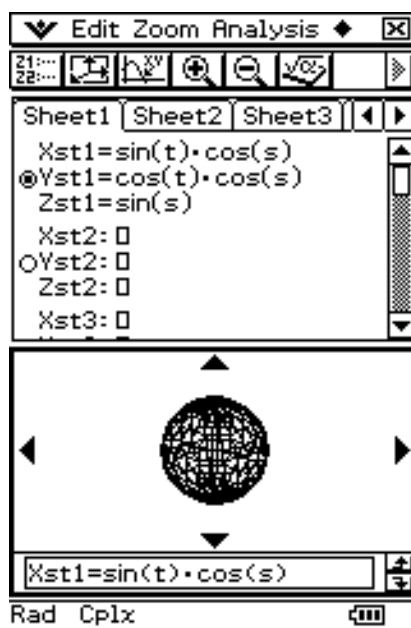 Edit Zoom Analysis ◆
Sheet1 Sheet2 Sheet3
Xst1=sin(t)·cos(s)
Yst1=cos(t)·cos(s)
Zst1=sin(s)
Xst2:▯
Yst2:▯
Zst2:▯
Xst3:▯
Xst1=sin(t)·cos(s)
Rad Cplx